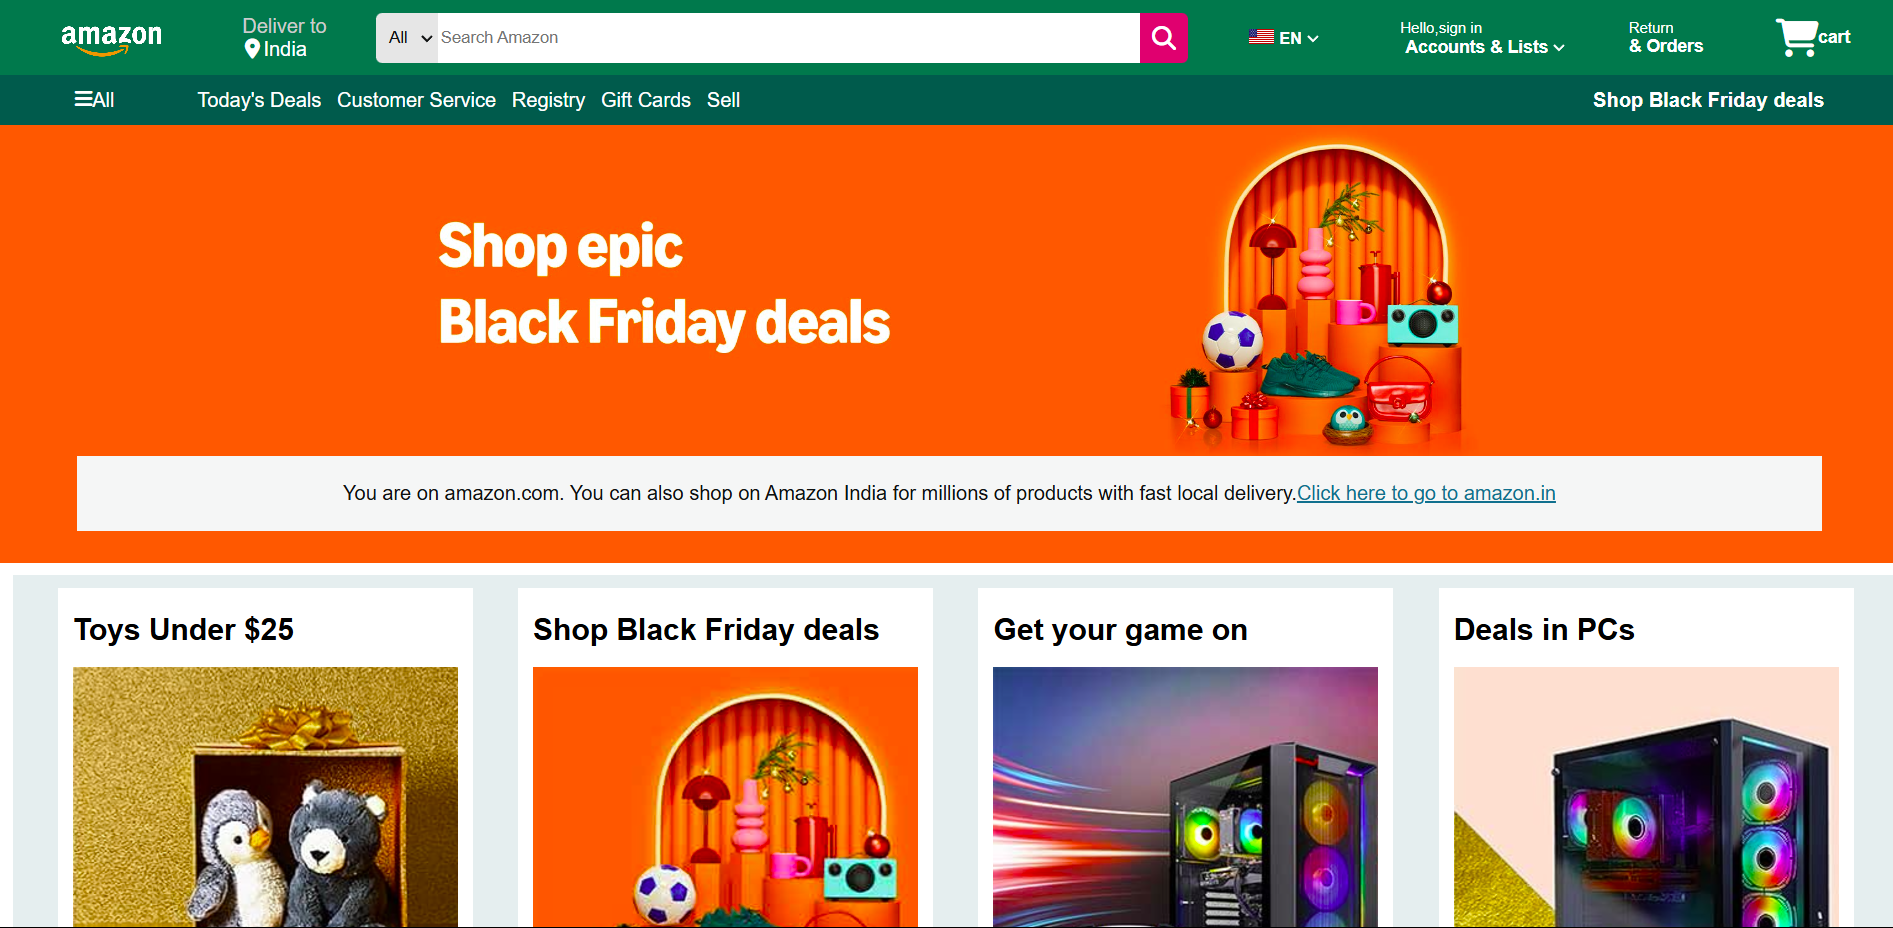 amazon
Deliver to
India
All
Search Amazon
EN
Hello,sign in
Accounts & Lists
Return
& Orders
cart
All
Today's Deals
Customer Service
Registry
Gift Cards
Sell
Shop Black Friday deals
Shop epic
Black Friday deals
You are on amazon.com. You can also shop on Amazon India for millions of products with fast local delivery.Click here to go to amazon.in
Toys Under $25
Shop Black Friday deals
Get your game on
Deals in PCs